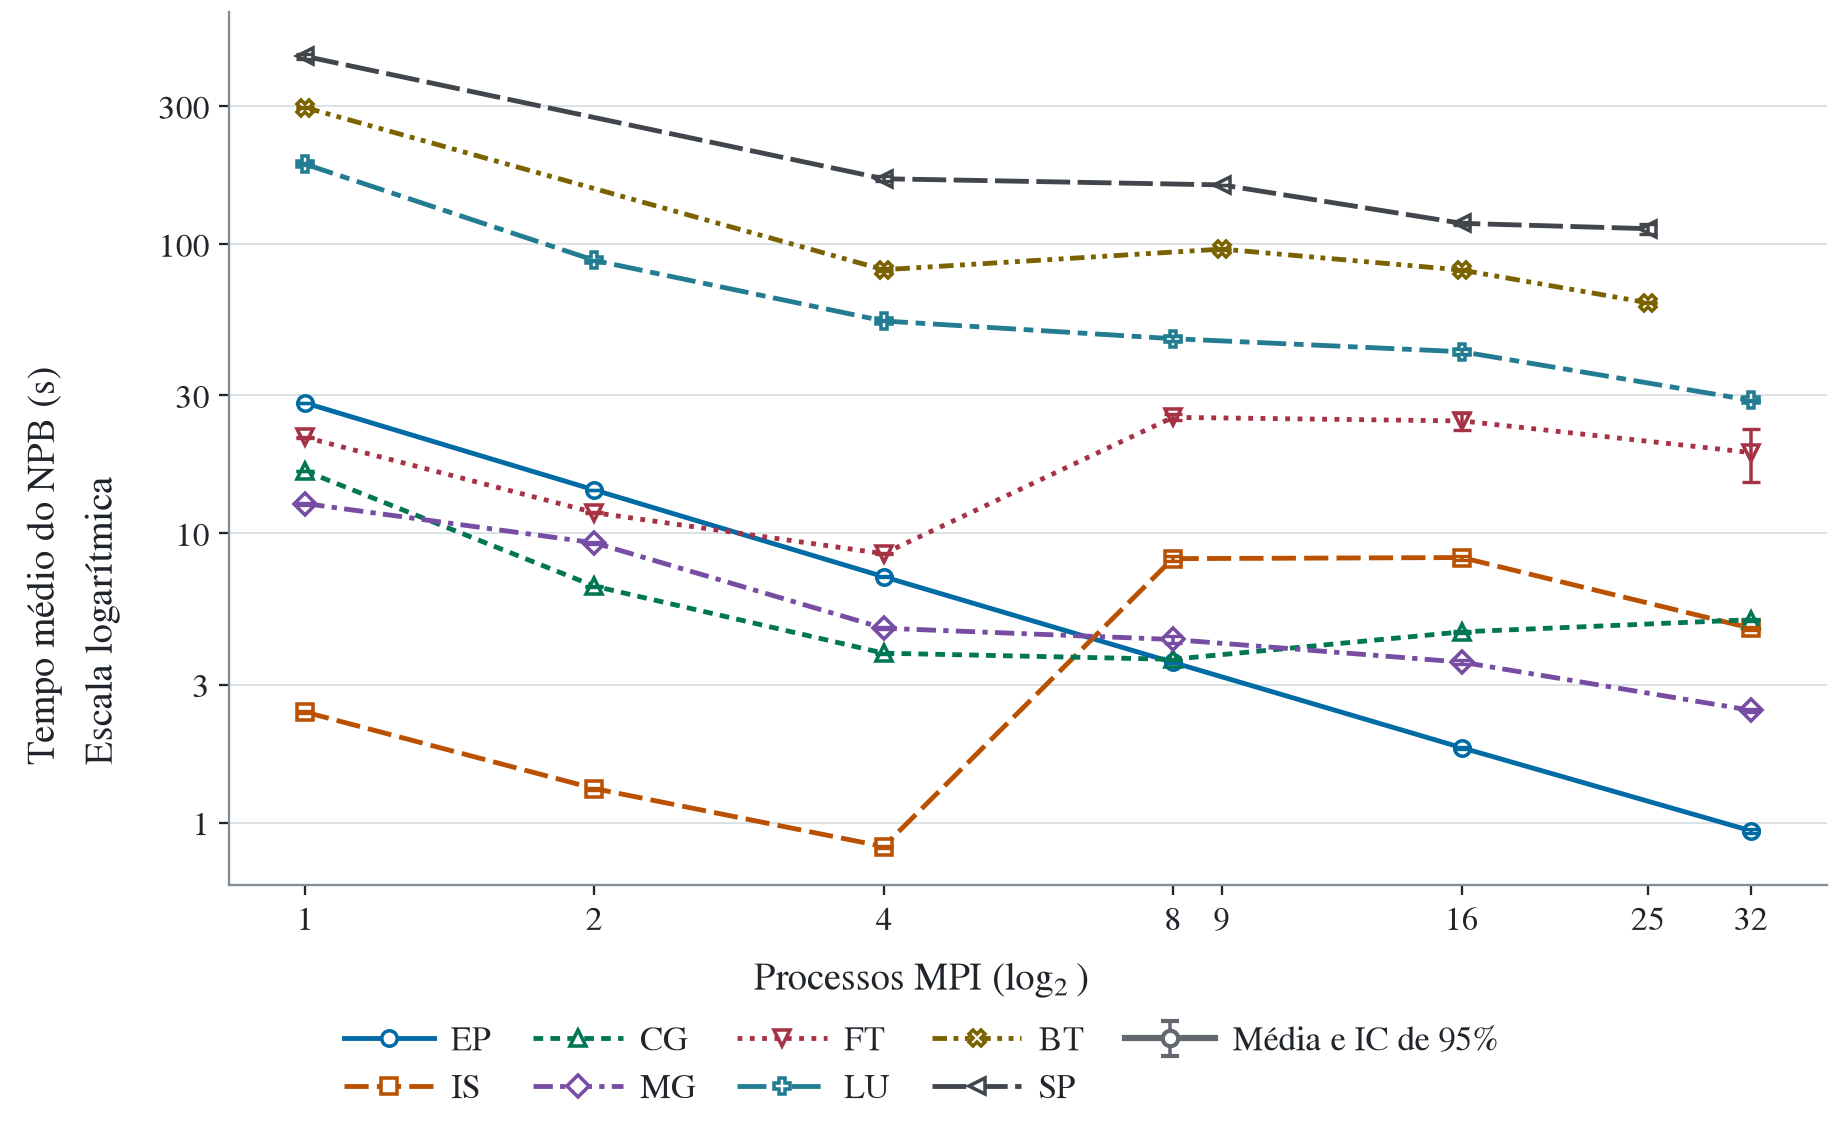 300
100
30
10
3
1
Tempo médio do NPB (s)
Escala logarítmica
1 2 4 8 9 16 25 32
Processos MPI (log₂ )
EP CG FT BT Média e IC de 95%
IS MG LU SP